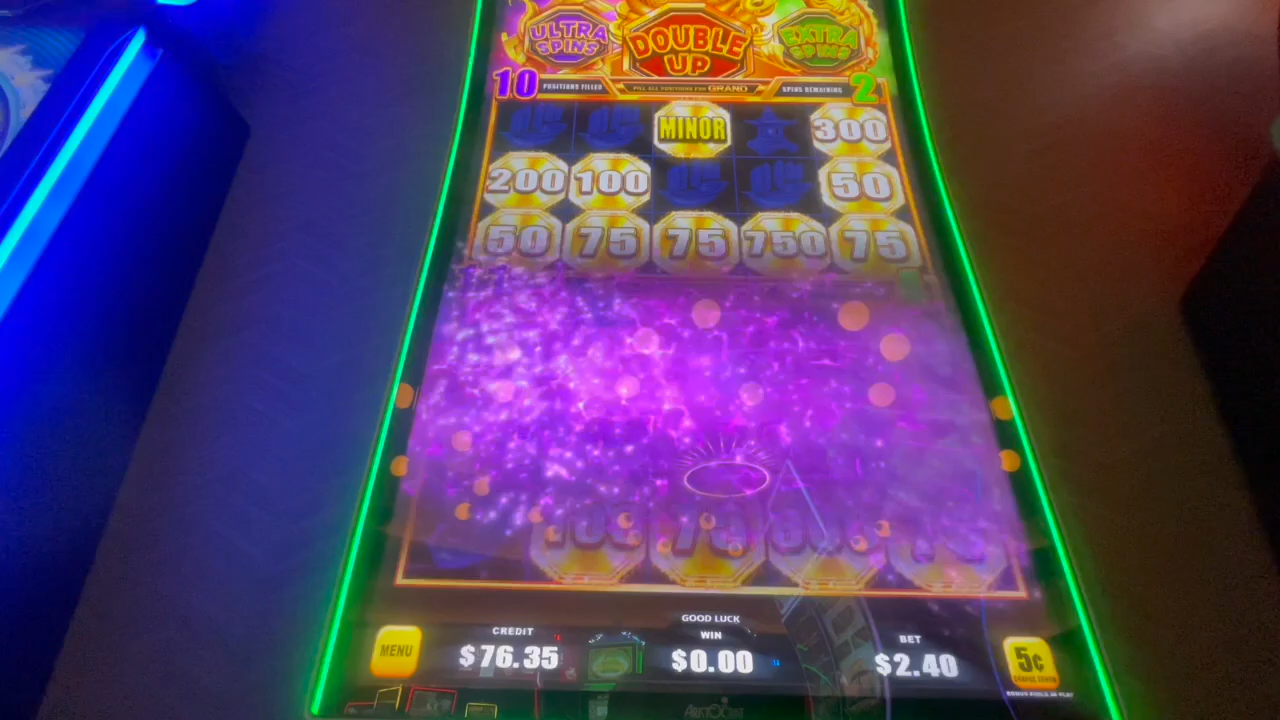 ULTRA SPINS
DOUBLE UP
EXTRA SPINS
10 POSITIONS FILLED
FILL ALL POSITIONS FOR GRAND
SPINS REMAINING 2
MINOR 300
200 100 50
50 75 75 750 75
75
MENU
CREDIT
$76.35
GOOD LUCK
WIN
$0.00
BET
$2.40
5¢